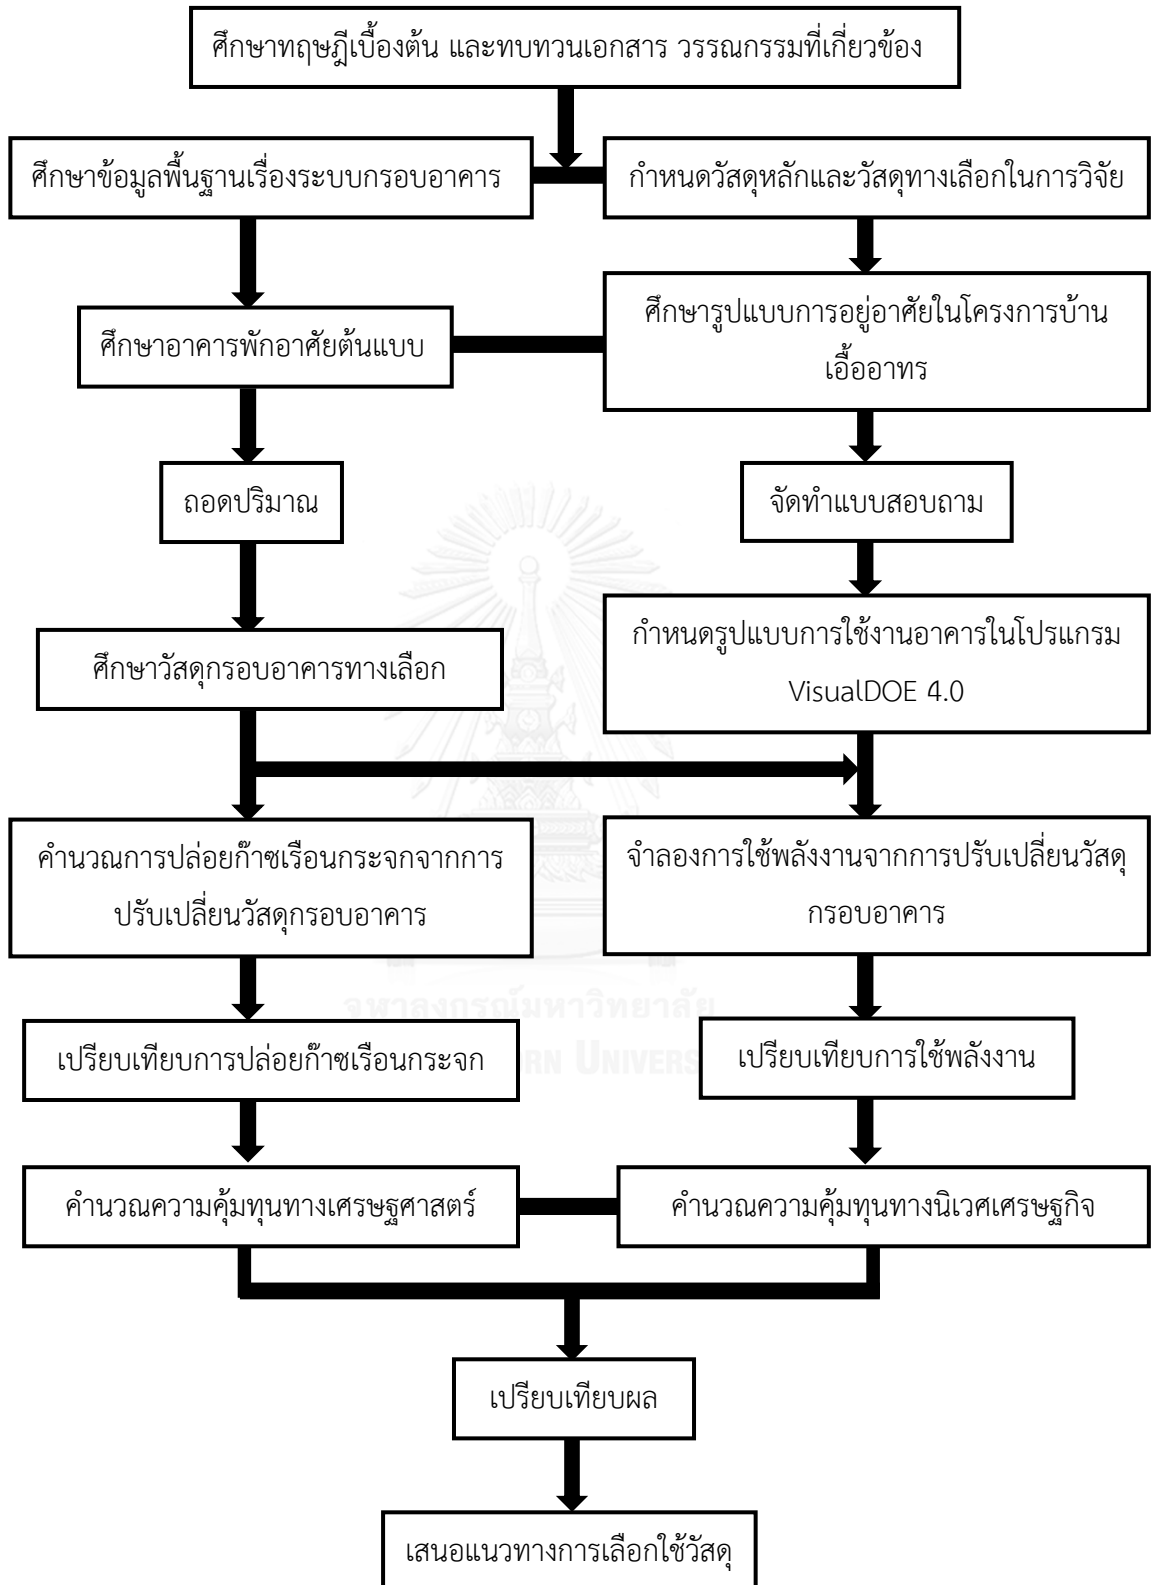 ศึกษาทฤษฎีเบื้องต้น และทบทวนเอกสาร วรรณกรรมที่เกี่ยวข้อง
ศึกษาข้อมูลพื้นฐานเรื่องระบบกรอบอาคาร
กำหนดวัสดุหลักและวัสดุทางเลือกในการวิจัย
ศึกษาอาคารพักอาศัยต้นแบบ
ศึกษารูปแบบการอยู่อาศัยในโครงการบ้าน
เอื้ออาทร
ถอดปริมาณ
จัดทำแบบสอบถาม
ศึกษาวัสดุกรอบอาคารทางเลือก
กำหนดรูปแบบการใช้งานอาคารในโปรแกรม
VisualDOE 4.0
คำนวณการปล่อยก๊าซเรือนกระจกจากการ
ปรับเปลี่ยนวัสดุกรอบอาคาร
จำลองการใช้พลังงานจากการปรับเปลี่ยนวัสดุ
กรอบอาคาร
จุฬาลงกรณ์มหาวิทยาลัย
RN UNIVERS
เปรียบเทียบการปล่อยก๊าซเรือนกระจก
เปรียบเทียบการใช้พลังงาน
คำนวณความคุ้มทุนทางเศรษฐศาสตร์
คำนวณความคุ้มทุนทางนิเวศเศรษฐกิจ
เปรียบเทียบผล
เสนอแนวทางการเลือกใช้วัสดุ